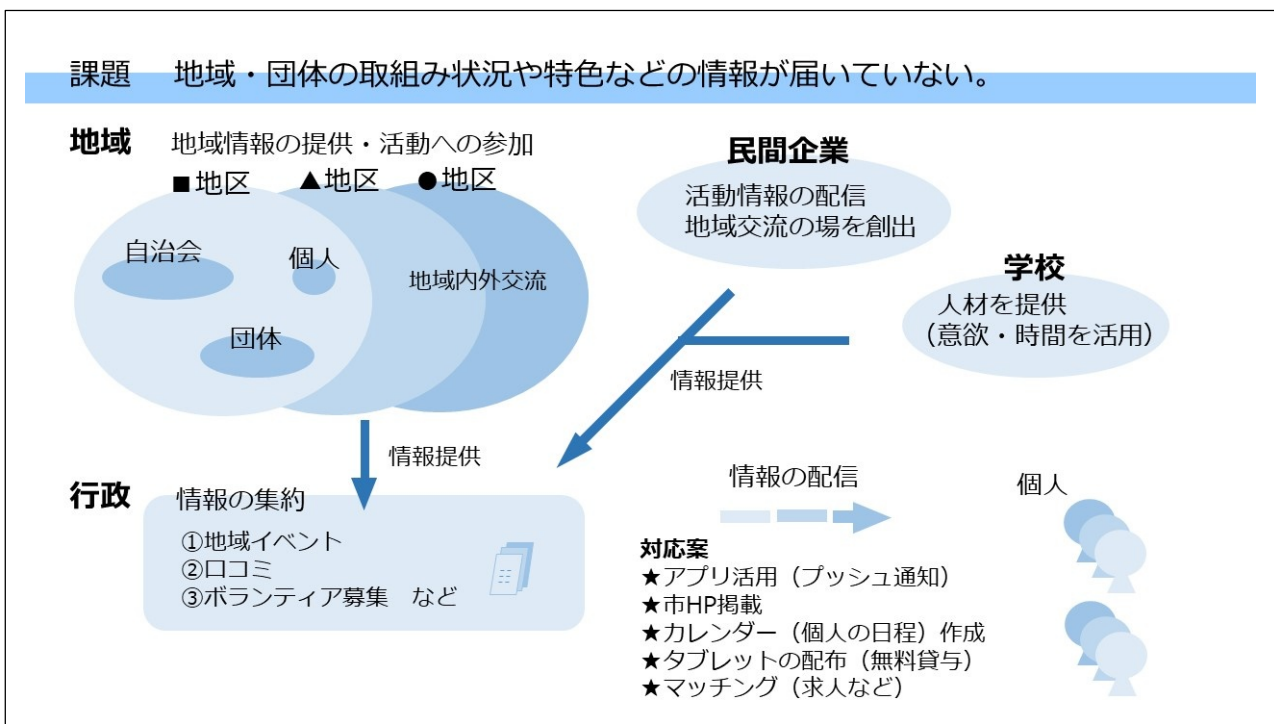 課題　地域・団体の取組み状況や特色などの情報が届いていない。
地域　地域情報の提供・活動への参加
■地区　▲地区　●地区
自治会
個人
団体
地域内外交流
民間企業
活動情報の配信
地域交流の場を創出
学校
人材を提供
（意欲・時間を活用）
情報提供
情報提供
行政
情報の集約
①地域イベント
②口コミ
③ボランティア募集　など
情報の配信
対応案
★アプリ活用（プッシュ通知）
★市HP掲載
★カレンダー（個人の日程）作成
★タブレットの配布（無料貸与）
★マッチング（求人など）
個人